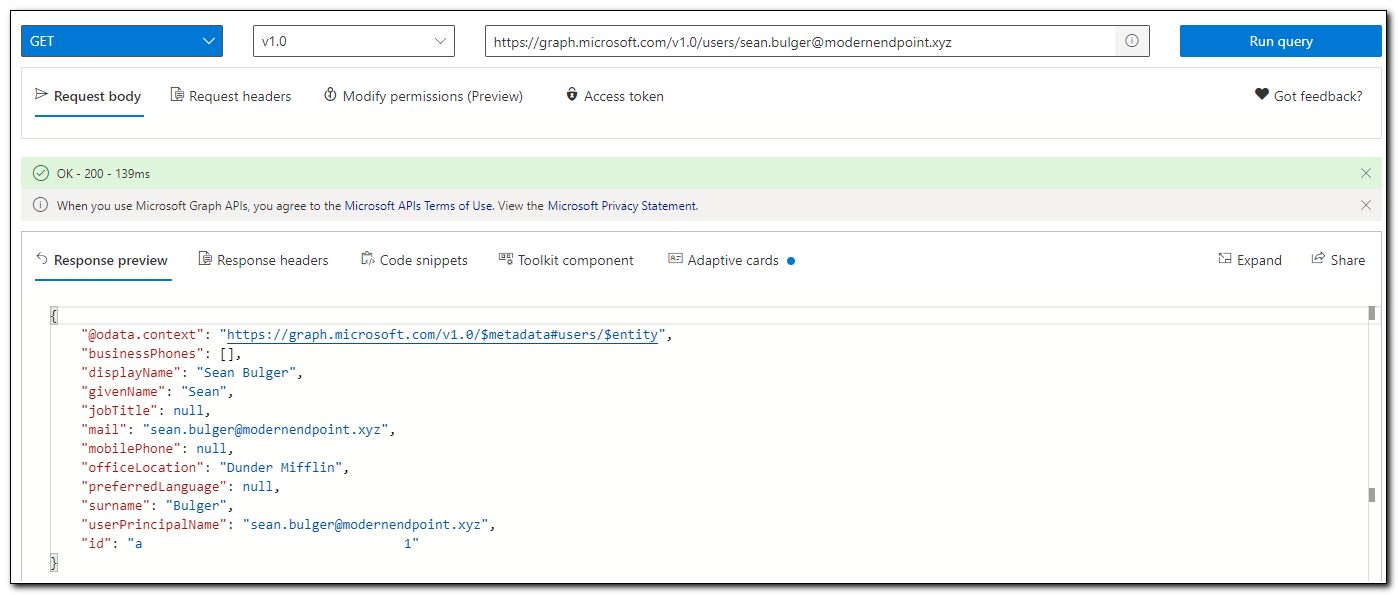 GET v1.0 https://graph.microsoft.com/v1.0/users/sean.bulger@modernendpoint.xyz Run query
Request body Request headers Modify permissions (Preview) Access token Got feedback?
OK - 200 - 139ms
When you use Microsoft Graph APIs, you agree to the Microsoft APIs Terms of Use. View the Microsoft Privacy Statement.
Response preview Response headers Code snippets Toolkit component Adaptive cards Expand Share
{
"@odata.context": "https://graph.microsoft.com/v1.0/$metadata#users/$entity",
"businessPhones": [],
"displayName": "Sean Bulger",
"givenName": "Sean",
"jobTitle": null,
"mail": "sean.bulger@modernendpoint.xyz",
"mobilePhone": null,
"officeLocation": "Dunder Mifflin",
"preferredLanguage": null,
"surname": "Bulger",
"userPrincipalName": "sean.bulger@modernendpoint.xyz",
"id": "a 1"
}